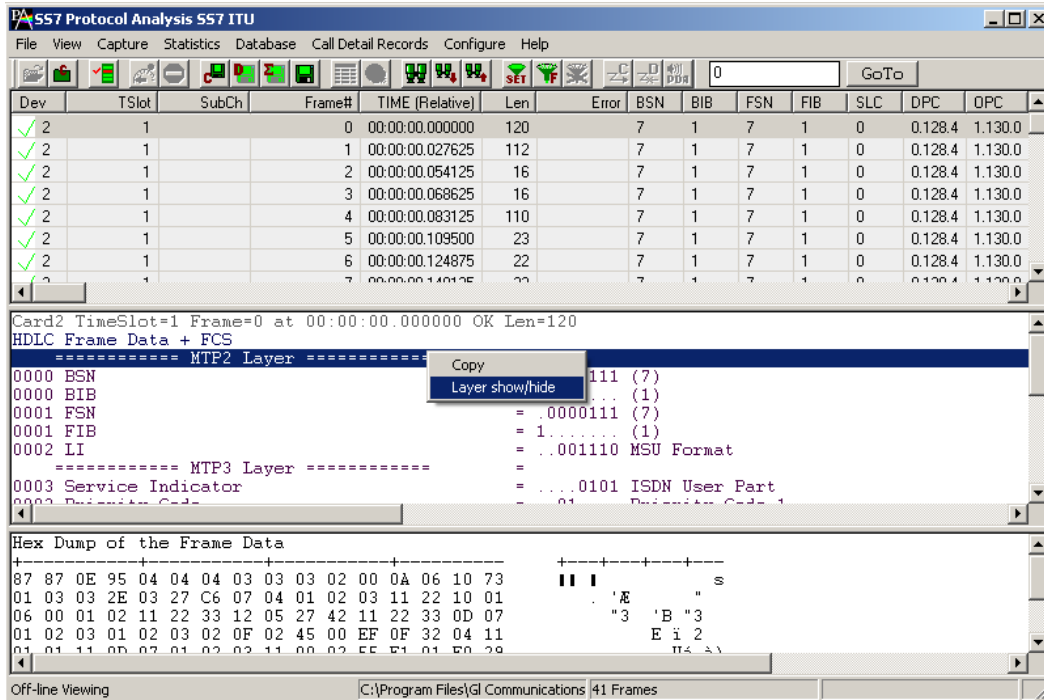 SS7 Protocol Analysis SS7 ITU
File View Capture Statistics Database Call Detail Records Configure Help
SET F PDA 0 GoTo
Dev TSlot SubCh Frame# TIME (Relative) Len Error BSN BIB FSN FIB SLC DPC OPC
2 1 0 00:00:00.000000 120 7 1 7 1 0 0.128.4 1.130.0
2 1 1 00:00:00.027625 112 7 1 7 1 0 0.128.4 1.130.0
2 1 2 00:00:00.054125 16 7 1 7 1 0 0.128.4 1.130.0
2 1 3 00:00:00.068625 16 7 1 7 1 0 0.128.4 1.130.0
2 1 4 00:00:00.083125 110 7 1 7 1 0 0.128.4 1.130.0
2 1 5 00:00:00.109500 23 7 1 7 1 0 0.128.4 1.130.0
2 1 6 00:00:00.124875 22 7 1 7 1 0 0.128.4 1.130.0
Card2 TimeSlot=1 Frame=0 at 00:00:00.000000 OK Len=120
HDLC Frame Data + FCS
============ MTP2 Layer ============
Copy
Layer show/hide
0000 BSN 111 (7)
0000 BIB (1)
0001 FSN = .0000111 (7)
0001 FIB = 1....... (1)
0002 LI = ..001110 MSU Format
============ MTP3 Layer ============ =
0003 Service Indicator = ....0101 ISDN User Part
Hex Dump of the Frame Data
+---------+---------+---------+--------- +---+---+---+---
87 87 0E 95 04 04 04 03 03 03 02 00 0A 06 10 73 s
01 03 03 2E 03 27 C6 07 04 01 02 03 11 22 10 01 . 'Æ "
06 00 01 02 11 22 33 12 05 27 42 11 22 33 0D 07 "3 'B "3
01 02 03 01 02 03 02 0F 02 45 00 EF 0F 32 04 11 E ï 2
Off-line Viewing C:\Program Files\Gl Communications 41 Frames